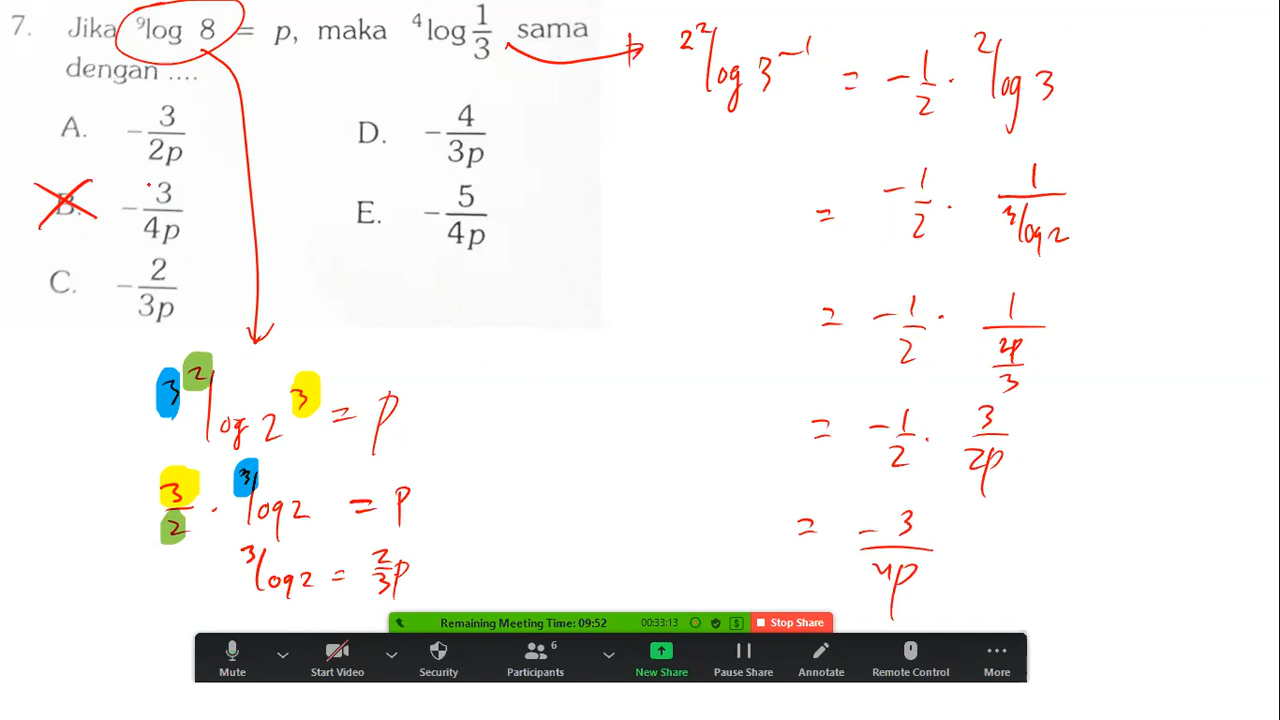 7. Jika ⁹log 8 = p, maka ⁴log 1/3 sama
dengan ....
A. -3/2p
B. -3/4p
C. -2/3p
D. -4/3p
E. -5/4p
3² log 2³ = p
3/2 · ³log 2 = p
³log 2 = 2/3 p
2² log 3⁻¹ = -1/2 · ²log 3
= -1/2 · 1/³log 2
= -1/2 · 1/(2p/3)
= -1/2 · 3/2p
= -3/4p
Remaining Meeting Time: 09:52 00:33:13 $ Stop Share
Mute Start Video Security Participants 6 New Share Pause Share Annotate Remote Control More